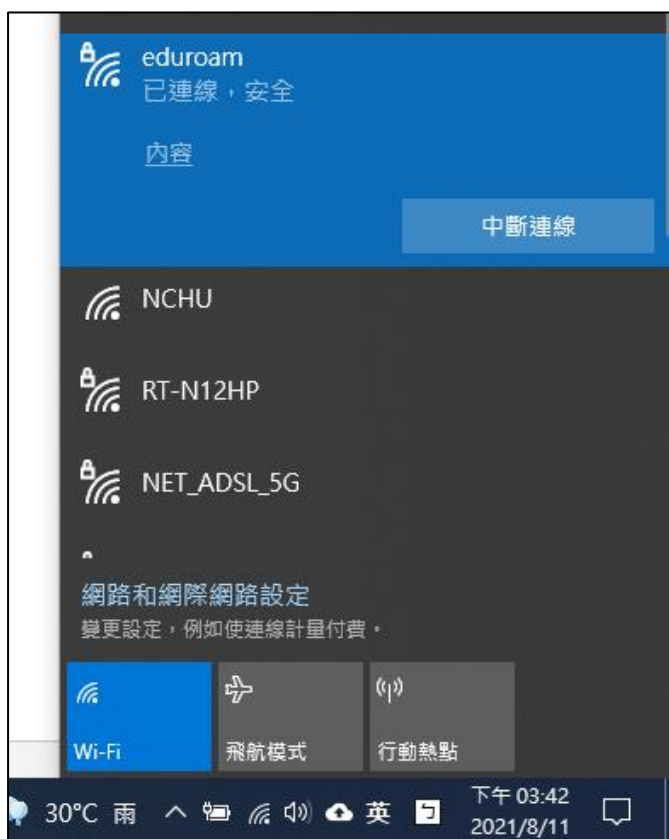 eduroam
已連線，安全
內容
中斷連線
NCHU
RT-N12HP
NET_ADSL_5G
網路和網際網路設定
變更設定，例如使連線計量付費。
Wi-Fi
飛航模式
行動熱點
30°C 雨
英
ㄅ
下午 03:42
2021/8/11